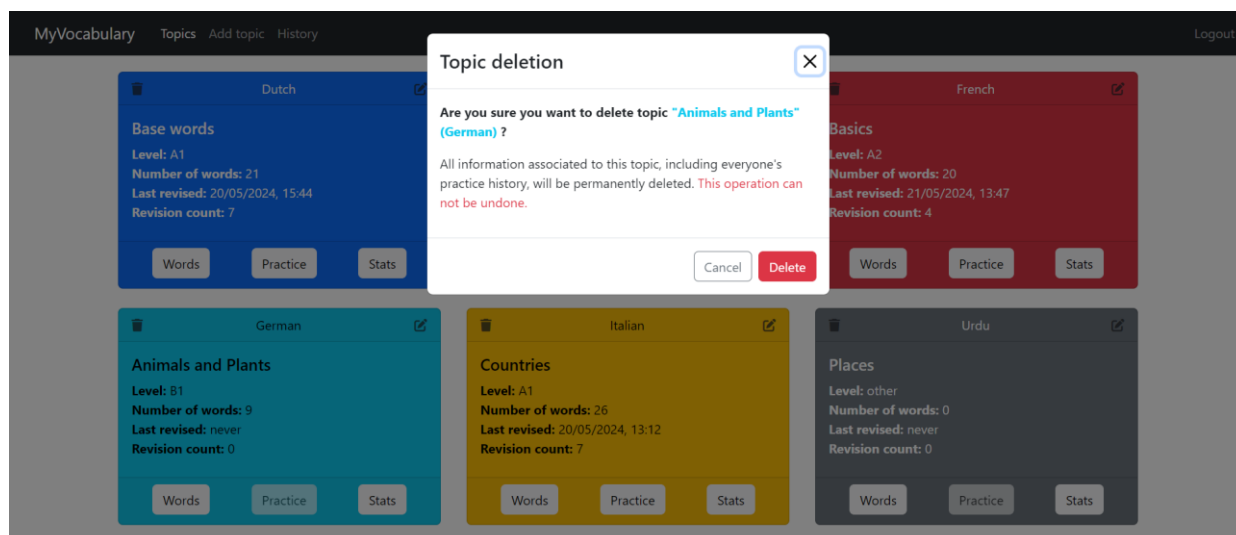 MyVocabulary Topics Add topic History Logout
Topic deletion
Are you sure you want to delete topic "Animals and Plants"
(German) ?
All information associated to this topic, including everyone's
practice history, will be permanently deleted. This operation can
not be undone.
Cancel Delete
Dutch
Base words
Level: A1
Number of words: 21
Last revised: 20/05/2024, 15:44
Revision count: 7
Words Practice Stats
French
Basics
Level: A2
Number of words: 20
Last revised: 21/05/2024, 13:47
Revision count: 4
Words Practice Stats
German
Animals and Plants
Level: B1
Number of words: 9
Last revised: never
Revision count: 0
Words Practice Stats
Italian
Countries
Level: A1
Number of words: 26
Last revised: 20/05/2024, 13:12
Revision count: 7
Words Practice Stats
Urdu
Places
Level: other
Number of words: 0
Last revised: never
Revision count: 0
Words Practice Stats